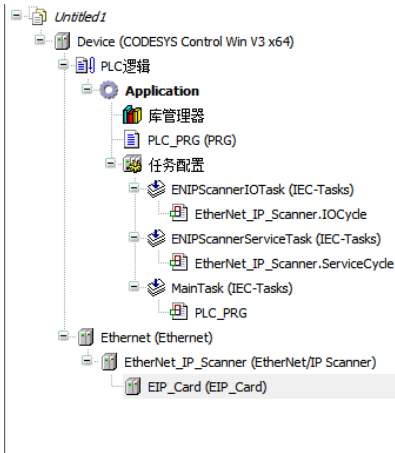 Untitled1
Device (CODESYS Control Win V3 x64)
PLC逻辑
Application
库管理器
PLC_PRG (PRG)
任务配置
ENIPScannerIOTask (IEC-Tasks)
EtherNet_IP_Scanner.IOCycle
ENIPScannerServiceTask (IEC-Tasks)
EtherNet_IP_Scanner.ServiceCycle
MainTask (IEC-Tasks)
PLC_PRG
Ethernet (Ethernet)
EtherNet_IP_Scanner (EtherNet/IP Scanner)
EIP_Card (EIP_Card)